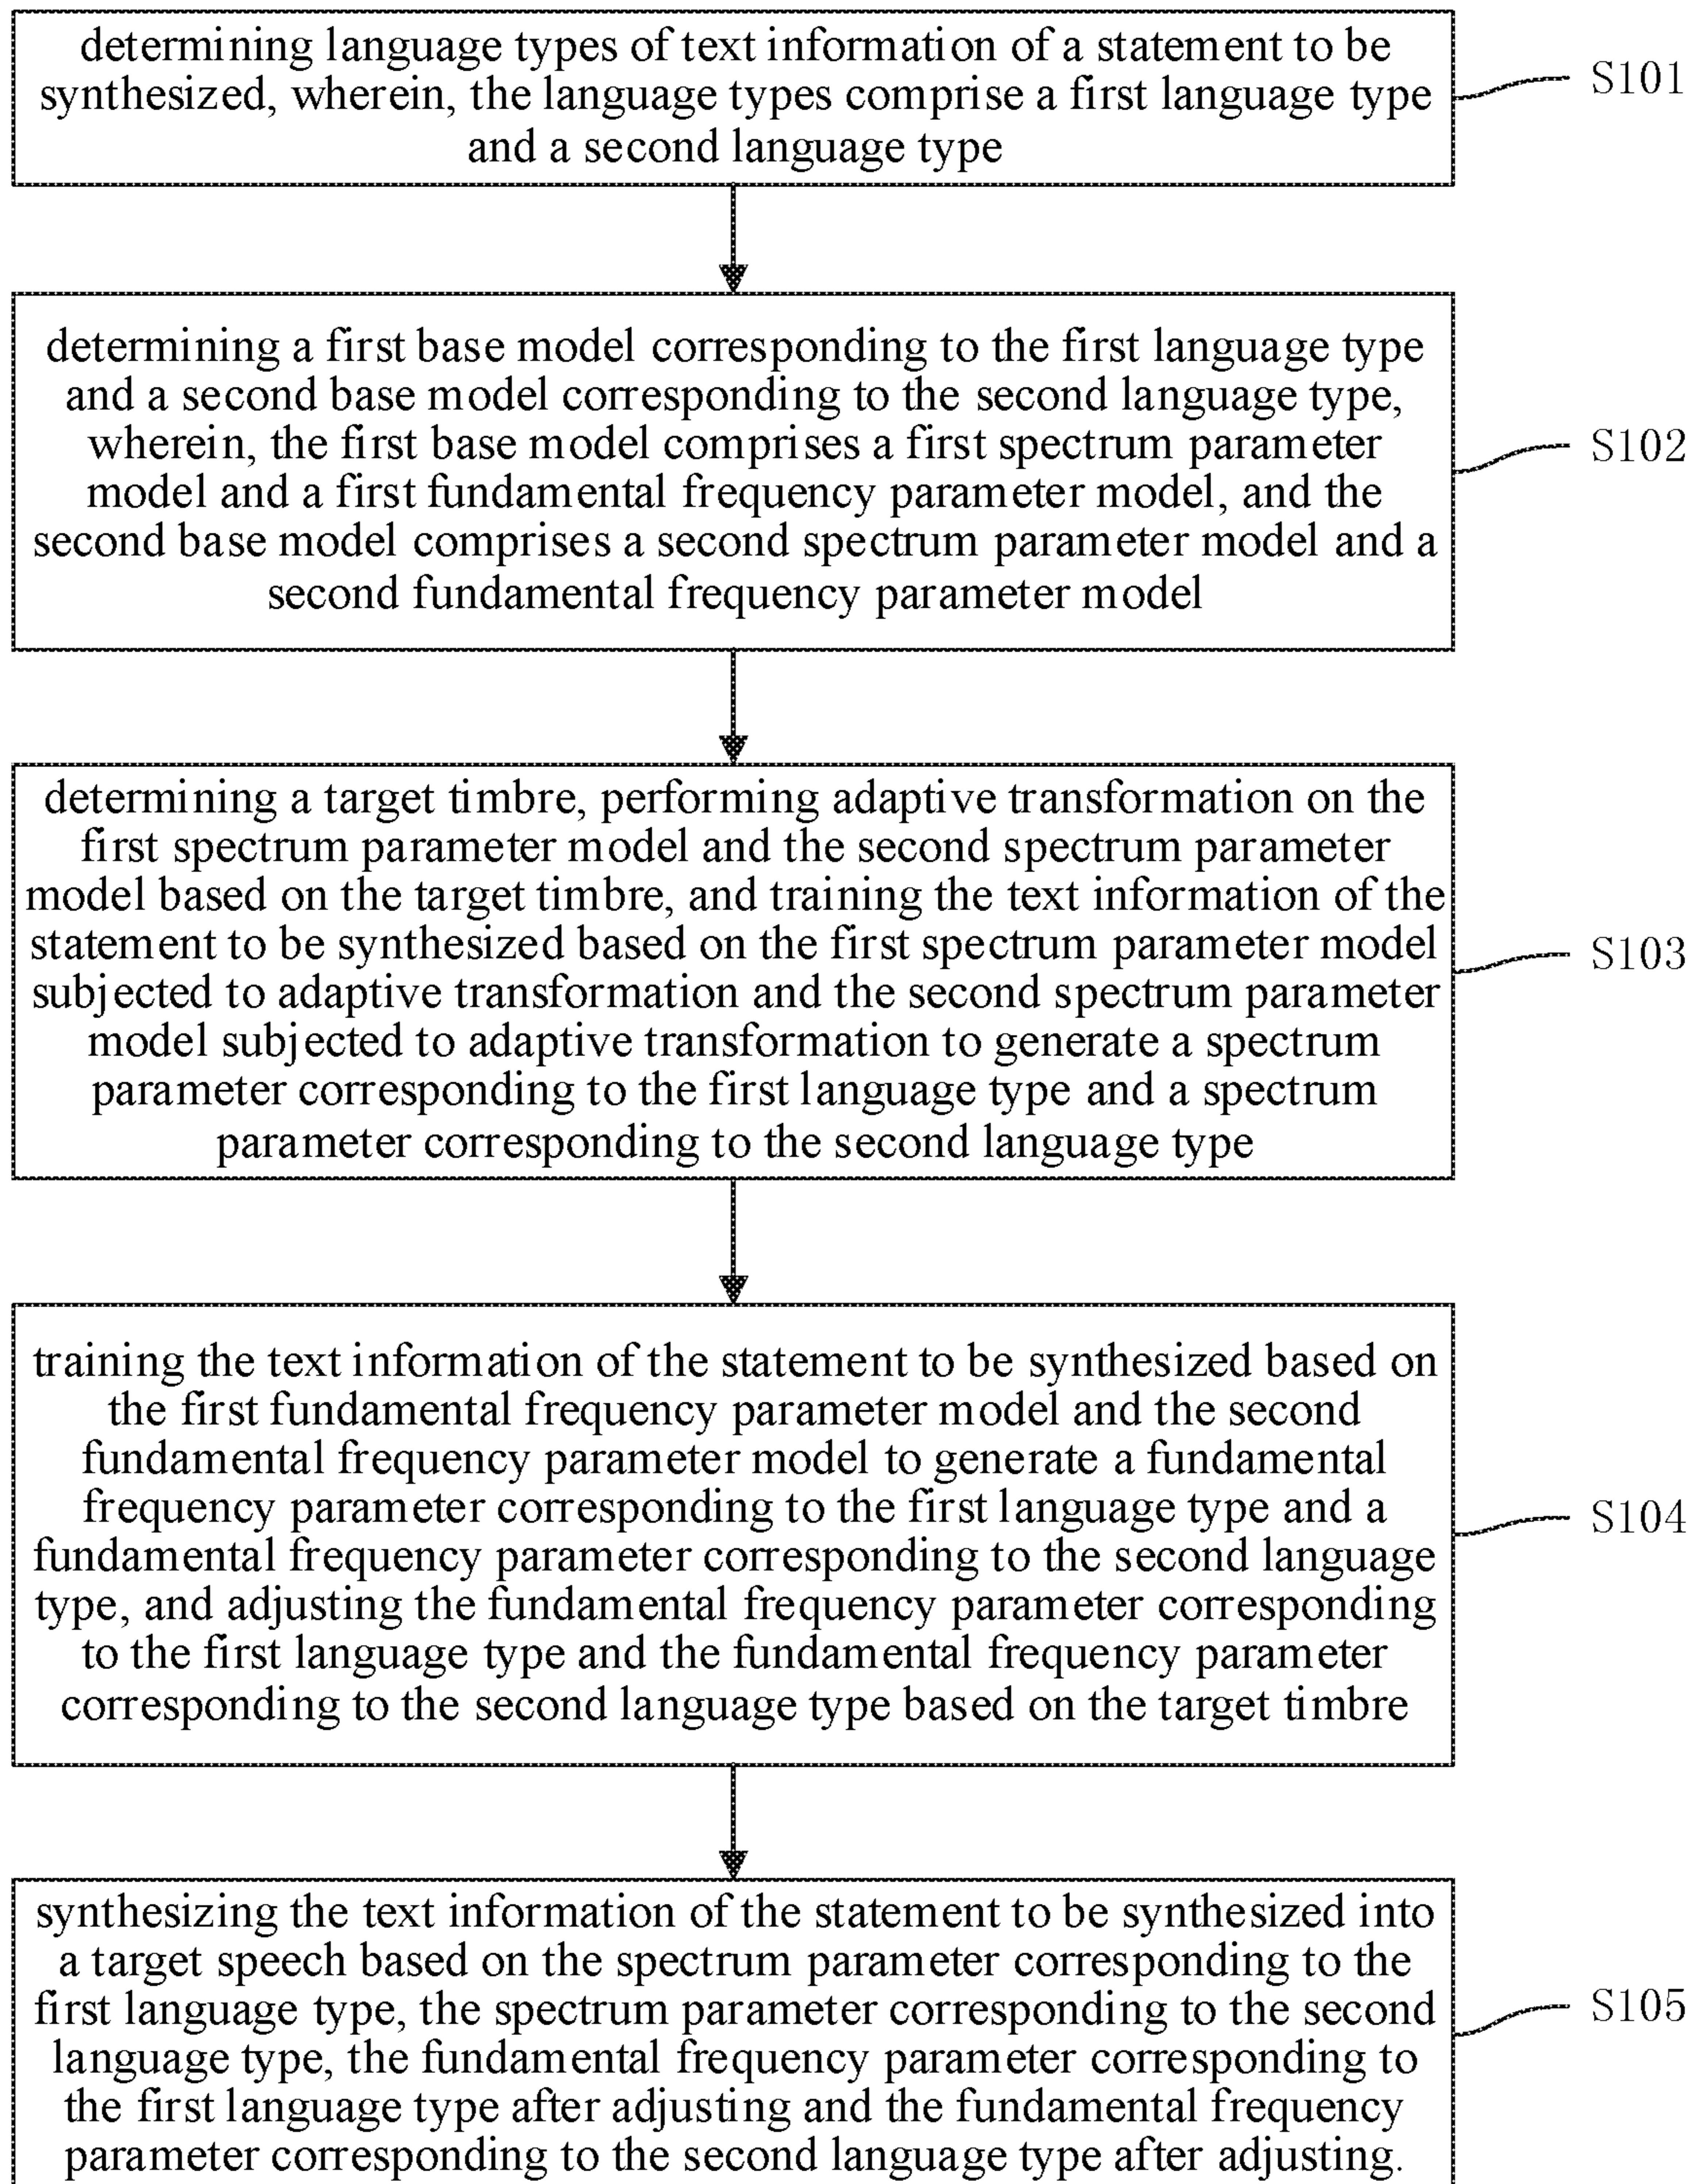 determining language types of text information of a statement to be
synthesized, wherein, the language types comprise a first language type
and a second language type
S101
determining a first base model corresponding to the first language type
and a second base model corresponding to the second language type,
wherein, the first base model comprises a first spectrum parameter
model and a first fundamental frequency parameter model, and the
second base model comprises a second spectrum parameter model and a
second fundamental frequency parameter model
S102
determining a target timbre, performing adaptive transformation on the
first spectrum parameter model and the second spectrum parameter
model based on the target timbre, and training the text information of the
statement to be synthesized based on the first spectrum parameter model
subjected to adaptive transformation and the second spectrum parameter
model subjected to adaptive transformation to generate a spectrum
parameter corresponding to the first language type and a spectrum
parameter corresponding to the second language type
S103
training the text information of the statement to be synthesized based on
the first fundamental frequency parameter model and the second
fundamental frequency parameter model to generate a fundamental
frequency parameter corresponding to the first language type and a
fundamental frequency parameter corresponding to the second language
type, and adjusting the fundamental frequency parameter corresponding
to the first language type and the fundamental frequency parameter
corresponding to the second language type based on the target timbre
S104
synthesizing the text information of the statement to be synthesized into
a target speech based on the spectrum parameter corresponding to the
first language type, the spectrum parameter corresponding to the second
language type, the fundamental frequency parameter corresponding to
the first language type after adjusting and the fundamental frequency
parameter corresponding to the second language type after adjusting.
S105